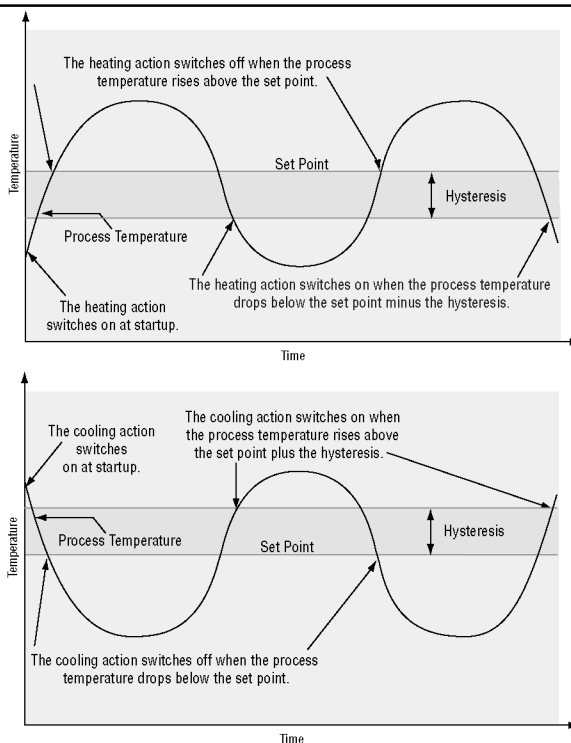 The heating action switches off when the process
temperature rises above the set point.
Temperature
Set Point
Hysteresis
Process Temperature
The heating action
switches on at startup.
The heating action switches on when the process temperature
drops below the set point minus the hysteresis.
Time
The cooling action
switches
on at startup.
The cooling action switches on when
the process temperature rises above
the set point plus the hysteresis.
Temperature
Process Temperature
Set Point
Hysteresis
The cooling action switches off when the process
temperature drops below the set point.
Time